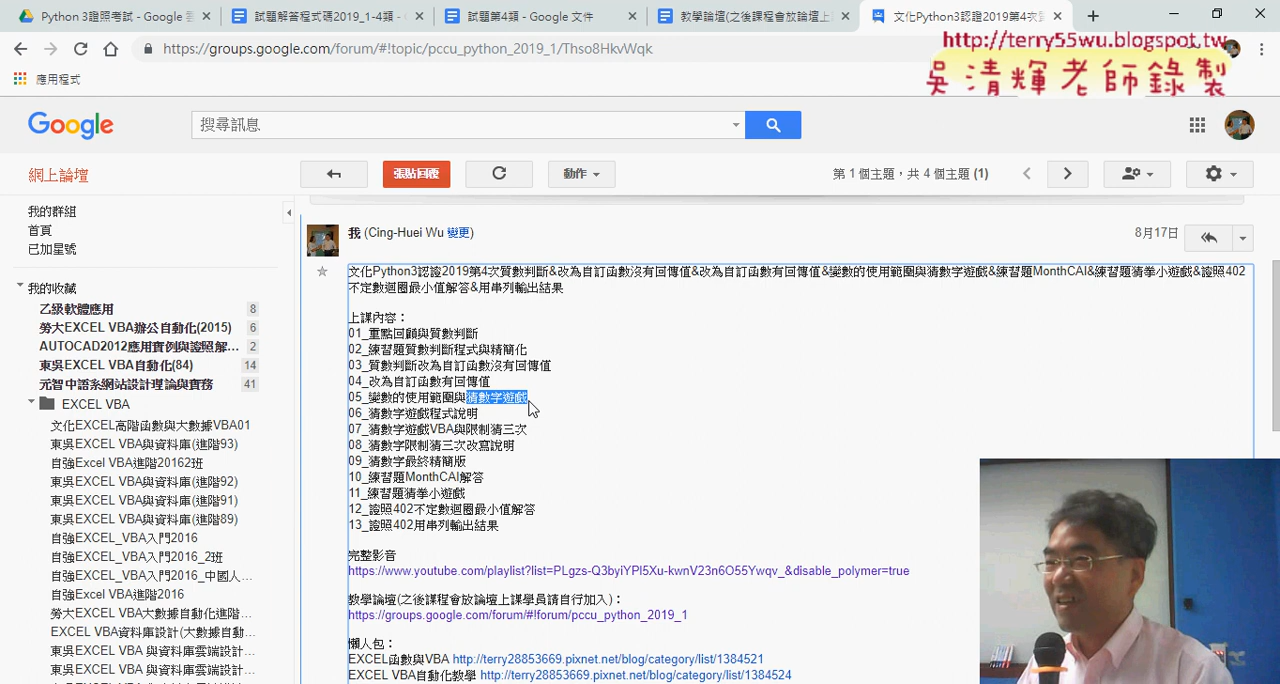 Python 3證照考試 - Google 雲
試題解答程式碼2019_1-4類 -
試題第4類 - Google 文件
教學論壇(之後課程會放論壇上
文化Python3認證2019第4次質
https://groups.google.com/forum/#!topic/pccu_python_2019_1/Thso8HkvWqk
http://terry55wu.blogspot.tw
吳清輝老師錄製
應用程式
Google
搜尋訊息
網上論壇
張貼回覆
動作
第 1 個主題，共 4 個主題 (1)
我的群組
首頁
已加星號
我的收藏
乙級軟體應用 8
勞大EXCEL VBA辦公自動化(2015) 6
AUTOCAD2012應用實例與證照解... 2
東吳EXCEL VBA自動化(84) 14
元智中語系網站設計理論與實務 41
EXCEL VBA
文化EXCEL高階函數與大數據VBA01
東吳EXCEL VBA與資料庫(進階93)
自強Excel VBA進階20162班
東吳EXCEL VBA與資料庫(進階92)
東吳EXCEL VBA與資料庫(進階91)
東吳EXCEL VBA與資料庫(進階89)
自強EXCEL_VBA入門2016
自強EXCEL_VBA入門2016_2班
自強EXCEL_VBA入門2016_中國人...
自強Excel VBA進階2016
勞大EXCEL VBA大數據自動化進階...
EXCEL VBA資料庫設計(大數據自動...
東吳EXCEL VBA 與資料庫雲端設計...
東吳EXCEL VBA 與資料庫雲端設計...
我 (Cing-Huei Wu 變更)
8月17日
文化Python3認證2019第4次質數判斷&改為自訂函數沒有回傳值&改為自訂函數有回傳值&變數的使用範圍與猜數字遊戲&練習題MonthCAl&練習題猜拳小遊戲&證照402
不定數迴圈最小值解答&用串列輸出結果
上課內容：
01_重點回顧與質數判斷
02_練習題質數判斷程式與精簡化
03_質數判斷改為自訂函數沒有回傳值
04_改為自訂函數有回傳值
05_變數的使用範圍與猜數字遊戲
06_猜數字遊戲程式說明
07_猜數字遊戲VBA與限制猜三次
08_猜數字限制猜三次改寫說明
09_猜數字最終精簡版
10_練習題MonthCAl解答
11_練習題猜拳小遊戲
12_證照402不定數迴圈最小值解答
13_證照402用串列輸出結果
完整影音
https://www.youtube.com/playlist?list=PLgzs-Q3byiYPl5Xu-kwnV23n6O55Ywqv_&disable_polymer=true
教學論壇(之後課程會放論壇上課學員請自行加入)：
https://groups.google.com/forum/#!forum/pccu_python_2019_1
懶人包：
EXCEL函數與VBA http://terry28853669.pixnet.net/blog/category/list/1384521
EXCEL VBA自動化教學 http://terry28853669.pixnet.net/blog/category/list/1384524